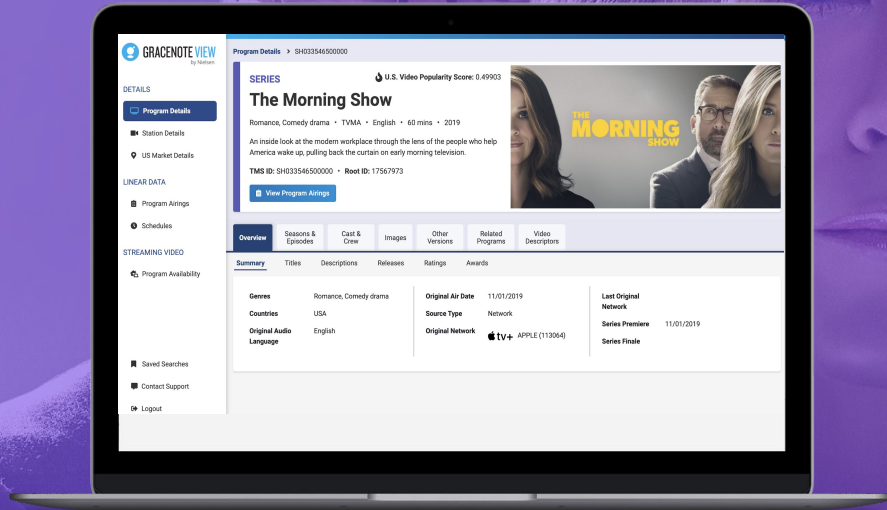 GRACENOTE VIEW
by Nielsen
DETAILS
Program Details
Station Details
US Market Details
LINEAR DATA
Program Airings
Schedules
STREAMING VIDEO
Program Availability
Saved Searches
Contact Support
Logout
Program Details > SH033546500000
SERIES
U.S. Video Popularity Score: 0.49903
The Morning Show
Romance, Comedy drama • TVMA • English • 60 mins • 2019
An inside look at the modern workplace through the lens of the people who help
America wake up, pulling back the curtain on early morning television.
TMS ID: SH033546500000 • Root ID: 17567973
View Program Airings
THE
MORNING
SHOW
Overview
Seasons &
Episodes
Cast &
Crew
Images
Other
Versions
Related
Programs
Video
Descriptors
Summary Titles Descriptions Releases Ratings Awards
Genres Romance, Comedy drama
Countries USA
Original Audio
Language
English
Original Air Date 11/01/2019
Source Type Network
Original Network tv+ APPLE (113064)
Last Original
Network
Series Premiere 11/01/2019
Series Finale